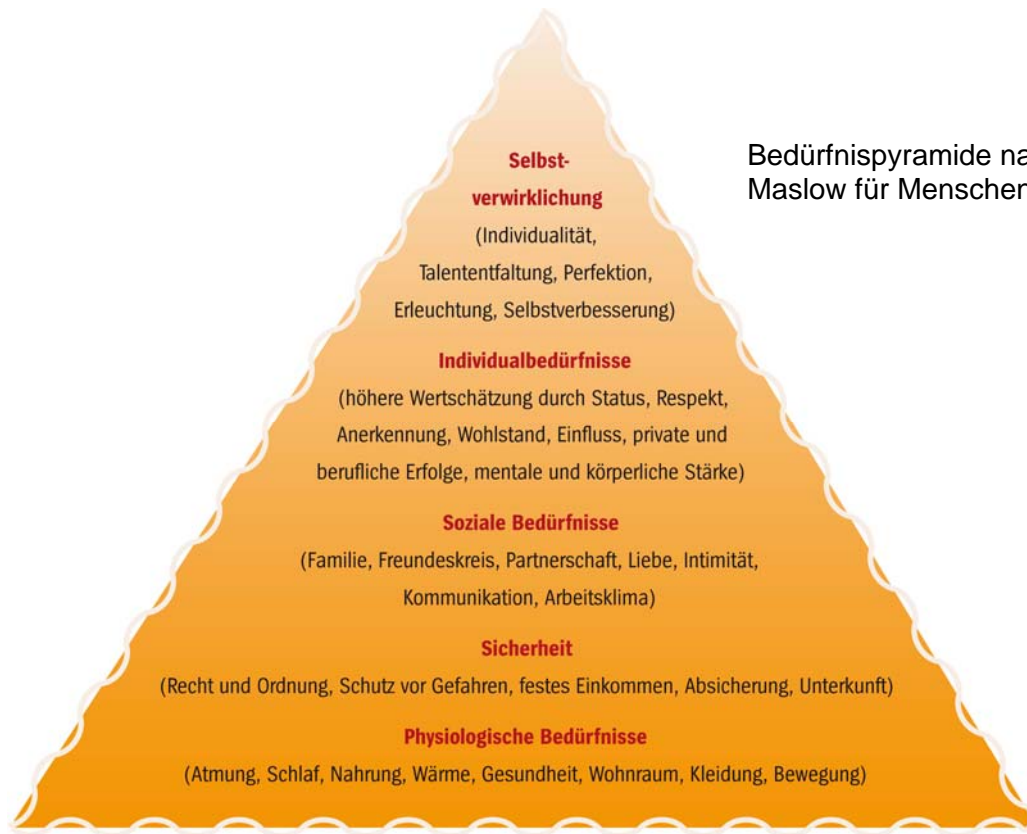 Bedürfnispyramide na
Maslow für Menschen
Selbst-
verwirklichung
(Individualität,
Talententfaltung, Perfektion,
Erleuchtung, Selbstverbesserung)
Individualbedürfnisse
(höhere Wertschätzung durch Status, Respekt,
Anerkennung, Wohlstand, Einfluss, private und
berufliche Erfolge, mentale und körperliche Stärke)
Soziale Bedürfnisse
(Familie, Freundeskreis, Partnerschaft, Liebe, Intimität,
Kommunikation, Arbeitsklima)
Sicherheit
(Recht und Ordnung, Schutz vor Gefahren, festes Einkommen, Absicherung, Unterkunft)
Physiologische Bedürfnisse
(Atmung, Schlaf, Nahrung, Wärme, Gesundheit, Wohnraum, Kleidung, Bewegung)